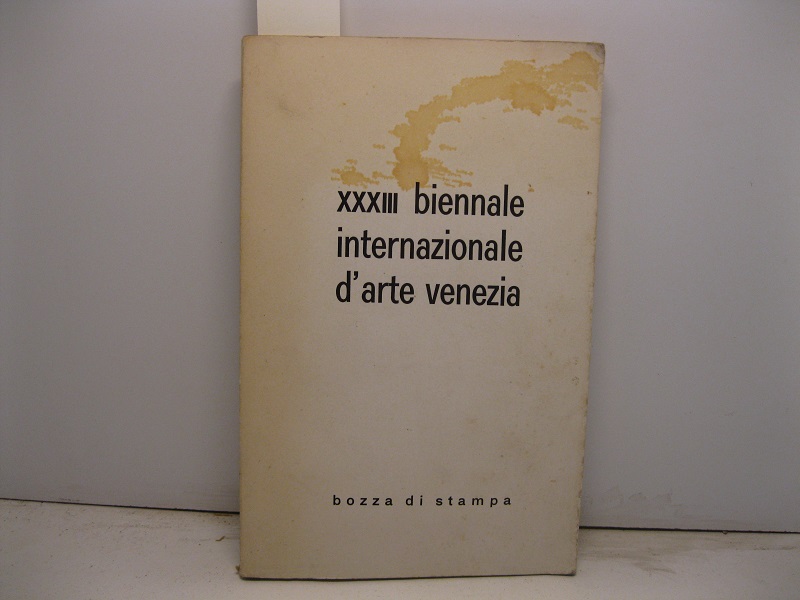 xxxiii biennale
internazionale
d'arte venezia
bozza di stampa